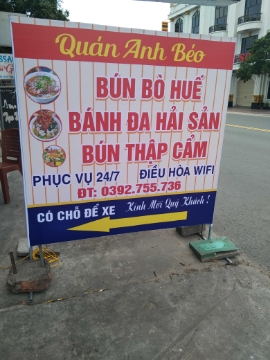 Quán Anh Béo
BÚN BÒ HUẾ
BÁNH ĐA HẢI SẢN
BÚN THẬP CẨM
PHỤC VỤ 24/7 ĐIỀU HÒA WIFI
ĐT: 0392.755.736
CÓ CHỖ ĐỂ XE Kính Mời Quý Khách !